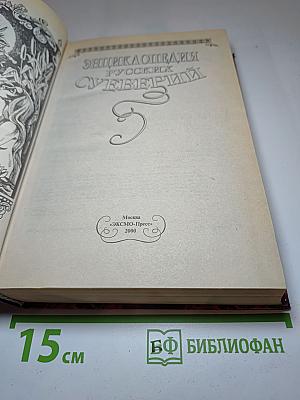 ЭНЦИКЛОПЕДИЯ
РУССКИХ
СУЕВЕРИЙ
Москва
«ЭКСМО-Пресс»
2000
15 см
БФ БИБЛИОФАН